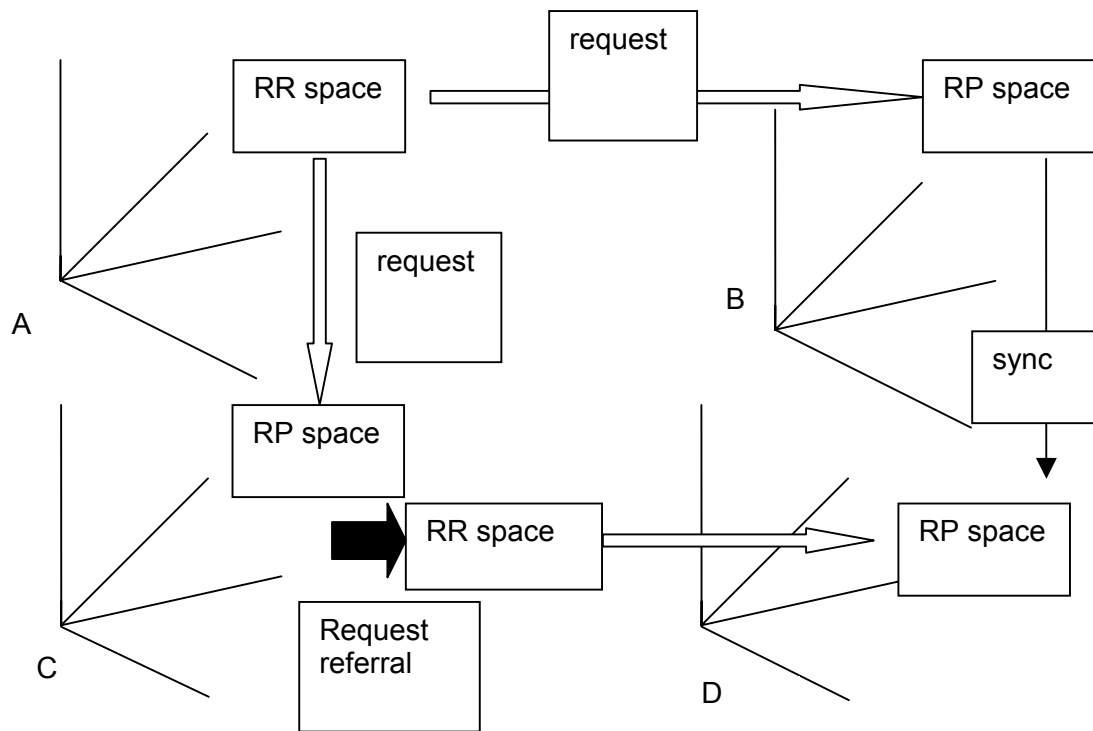 request
RR space
RP space
request
A
B
sync
RP space
RR space
RP space
Request
referral
C
D